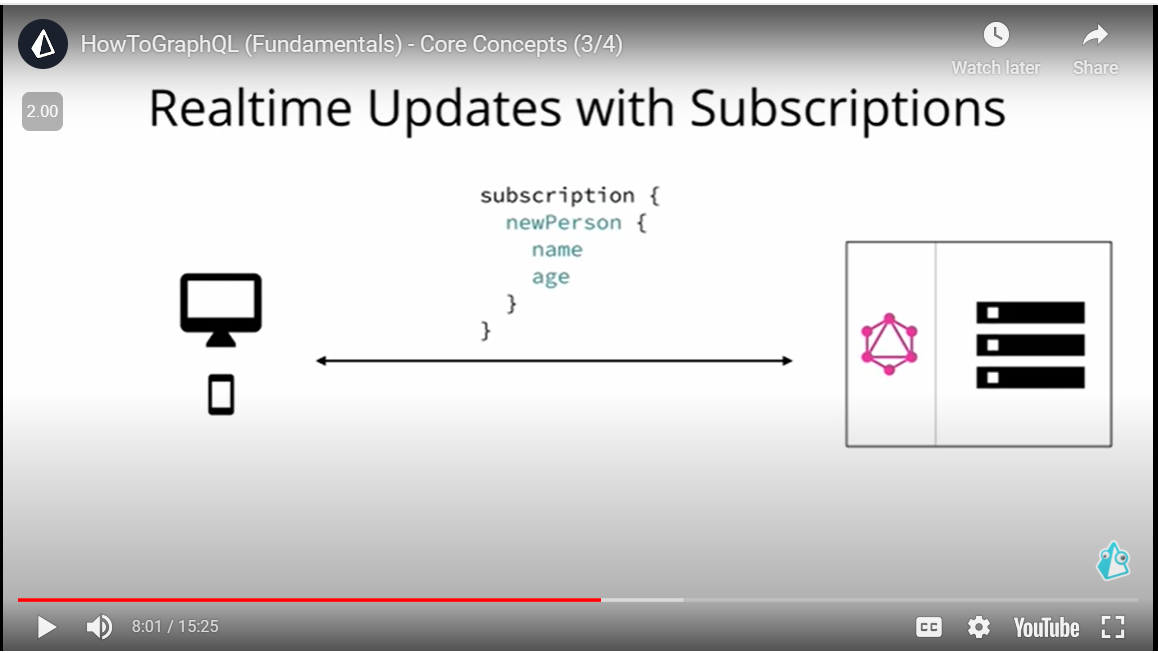 HowToGraphQL (Fundamentals) - Core Concepts (3/4)
Watch later
Share
2.00
Realtime Updates with Subscriptions
subscription {
newPerson {
name
age
}
}
8:01 / 15:25
CC
YouTube